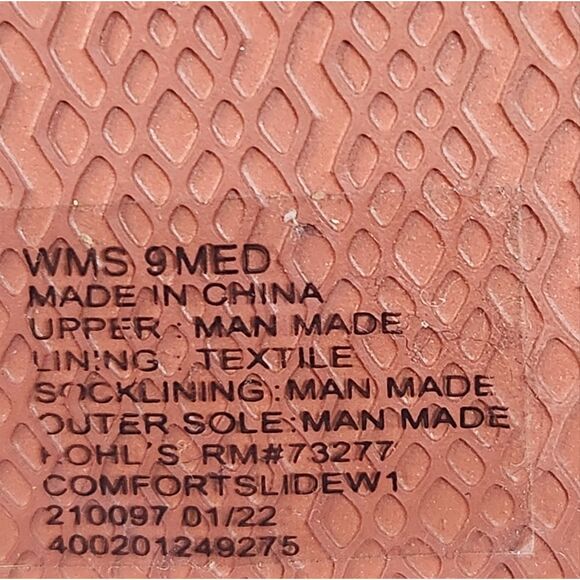 WMS 9MED
MADE IN CHINA
UPPER: MAN MADE
LINING TEXTILE
SOCKLINING: MAN MADE
OUTER SOLE: MAN MADE
KOHL'S RM#73277
COMFORTSLIDEW1
210097 01/22
400201249275